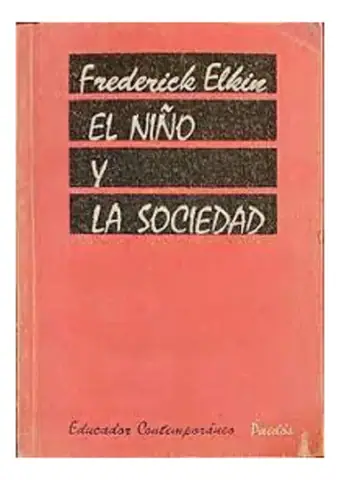 Frederick Elkin
EL NIÑO
Y
LA SOCIEDAD
Educador Contemporáneo Paidós